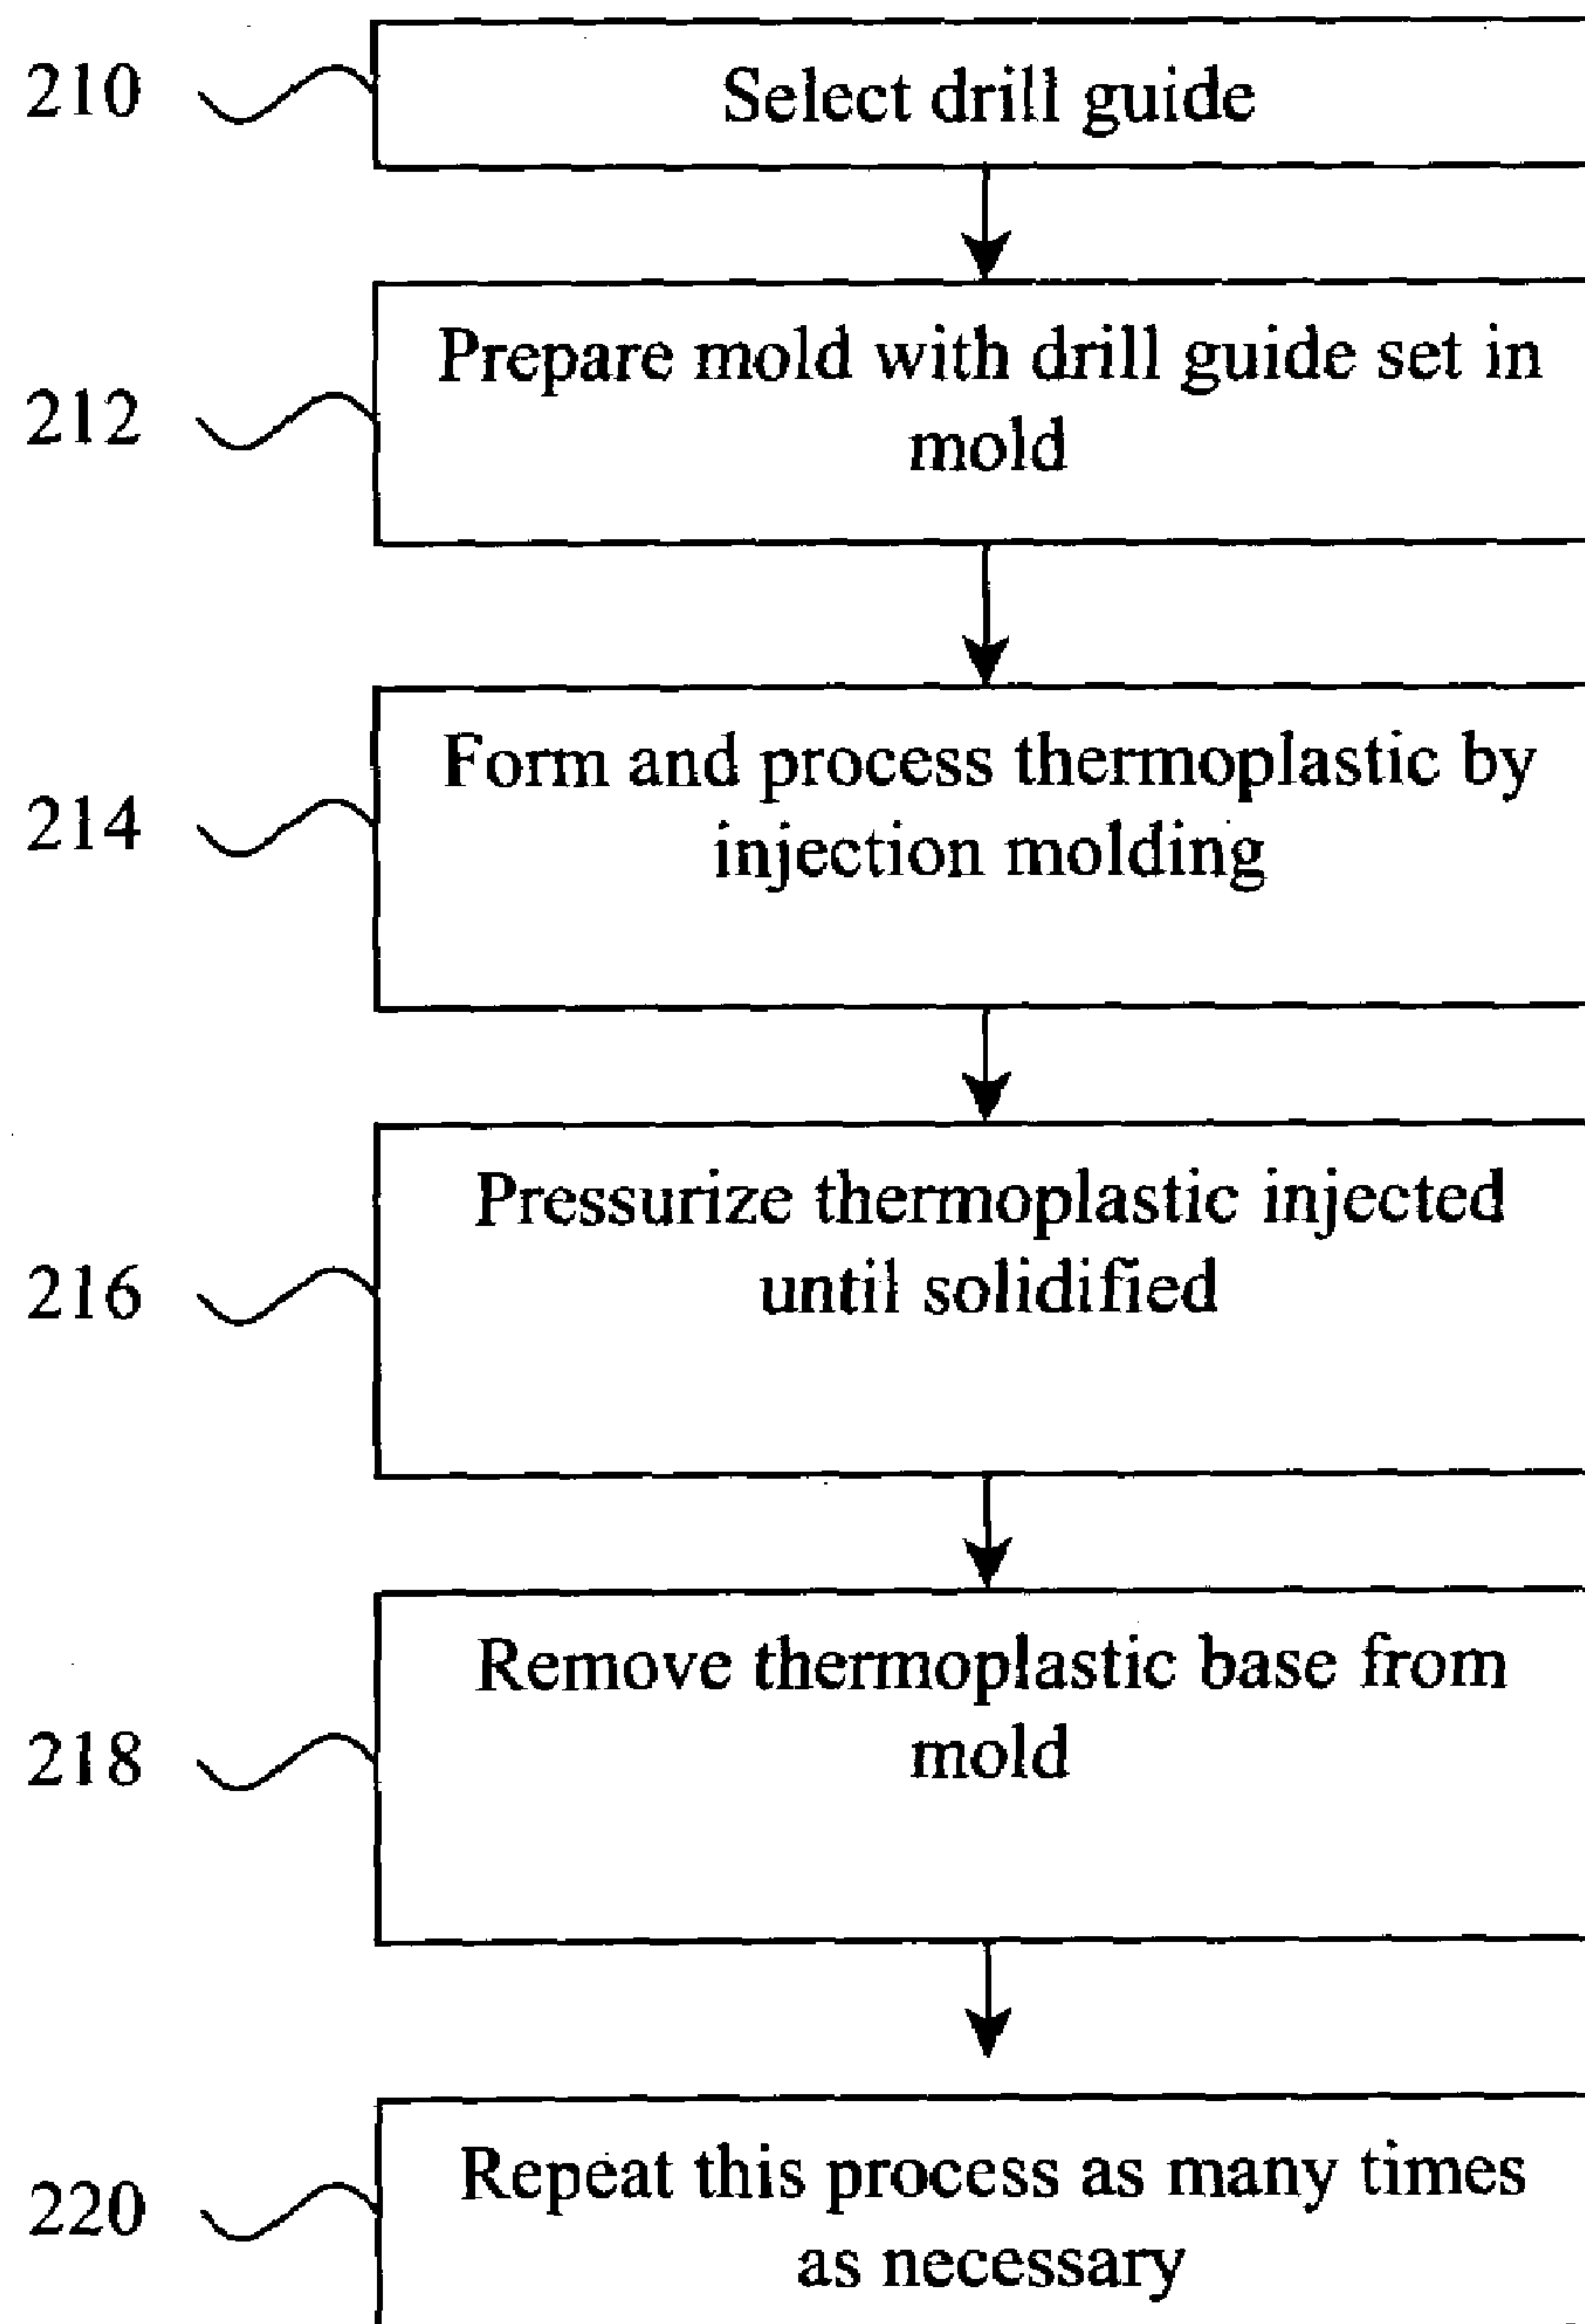 210
Select drill guide
212
Prepare mold with drill guide set in
mold
214
Form and process thermoplastic by
injection molding
216
Pressurize thermoplastic injected
until solidified
218
Remove thermoplastic base from
mold
220
Repeat this process as many times
as necessary